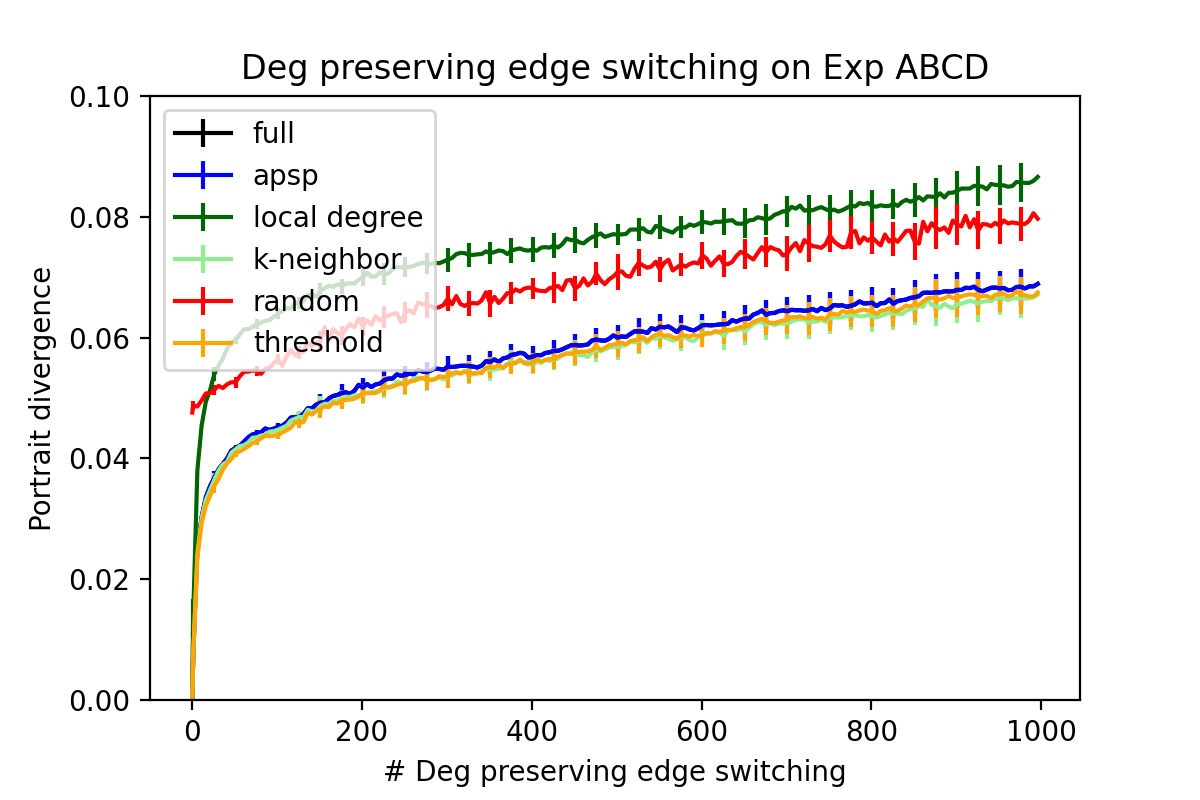 Deg preserving edge switching on Exp ABCD
0.10
0.08
0.06
0.04
0.02
0.00
Portrait divergence
full
apsp
local degree
k-neighbor
random
threshold
0
200
400
600
800
1000
# Deg preserving edge switching